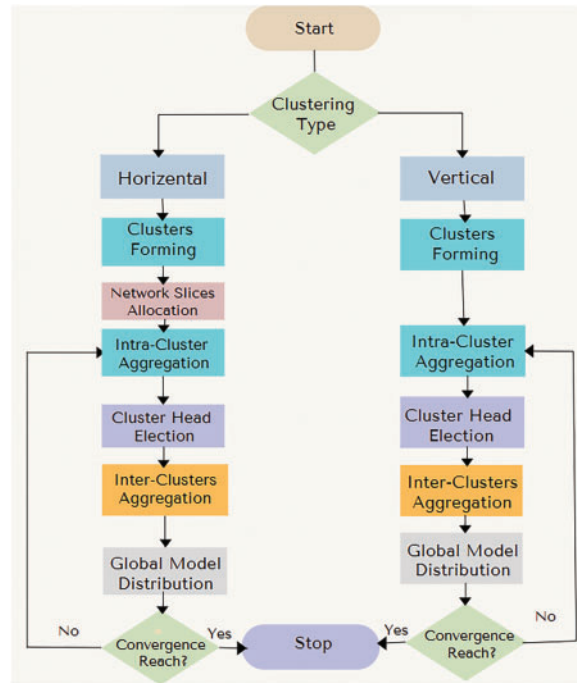 Start
Clustering
Type
Horizental
Clusters
Forming
Network Slices
Allocation
Intra-Cluster
Aggregation
Cluster Head
Election
Inter-Clusters
Aggregation
Global Model
Distribution
No
Convergence
Reach?
Yes
Stop
Vertical
Clusters
Forming
Intra-Cluster
Aggregation
Cluster Head
Election
Inter-Clusters
Aggregation
Global Model
Distribution
Yes
Convergence
Reach?
No